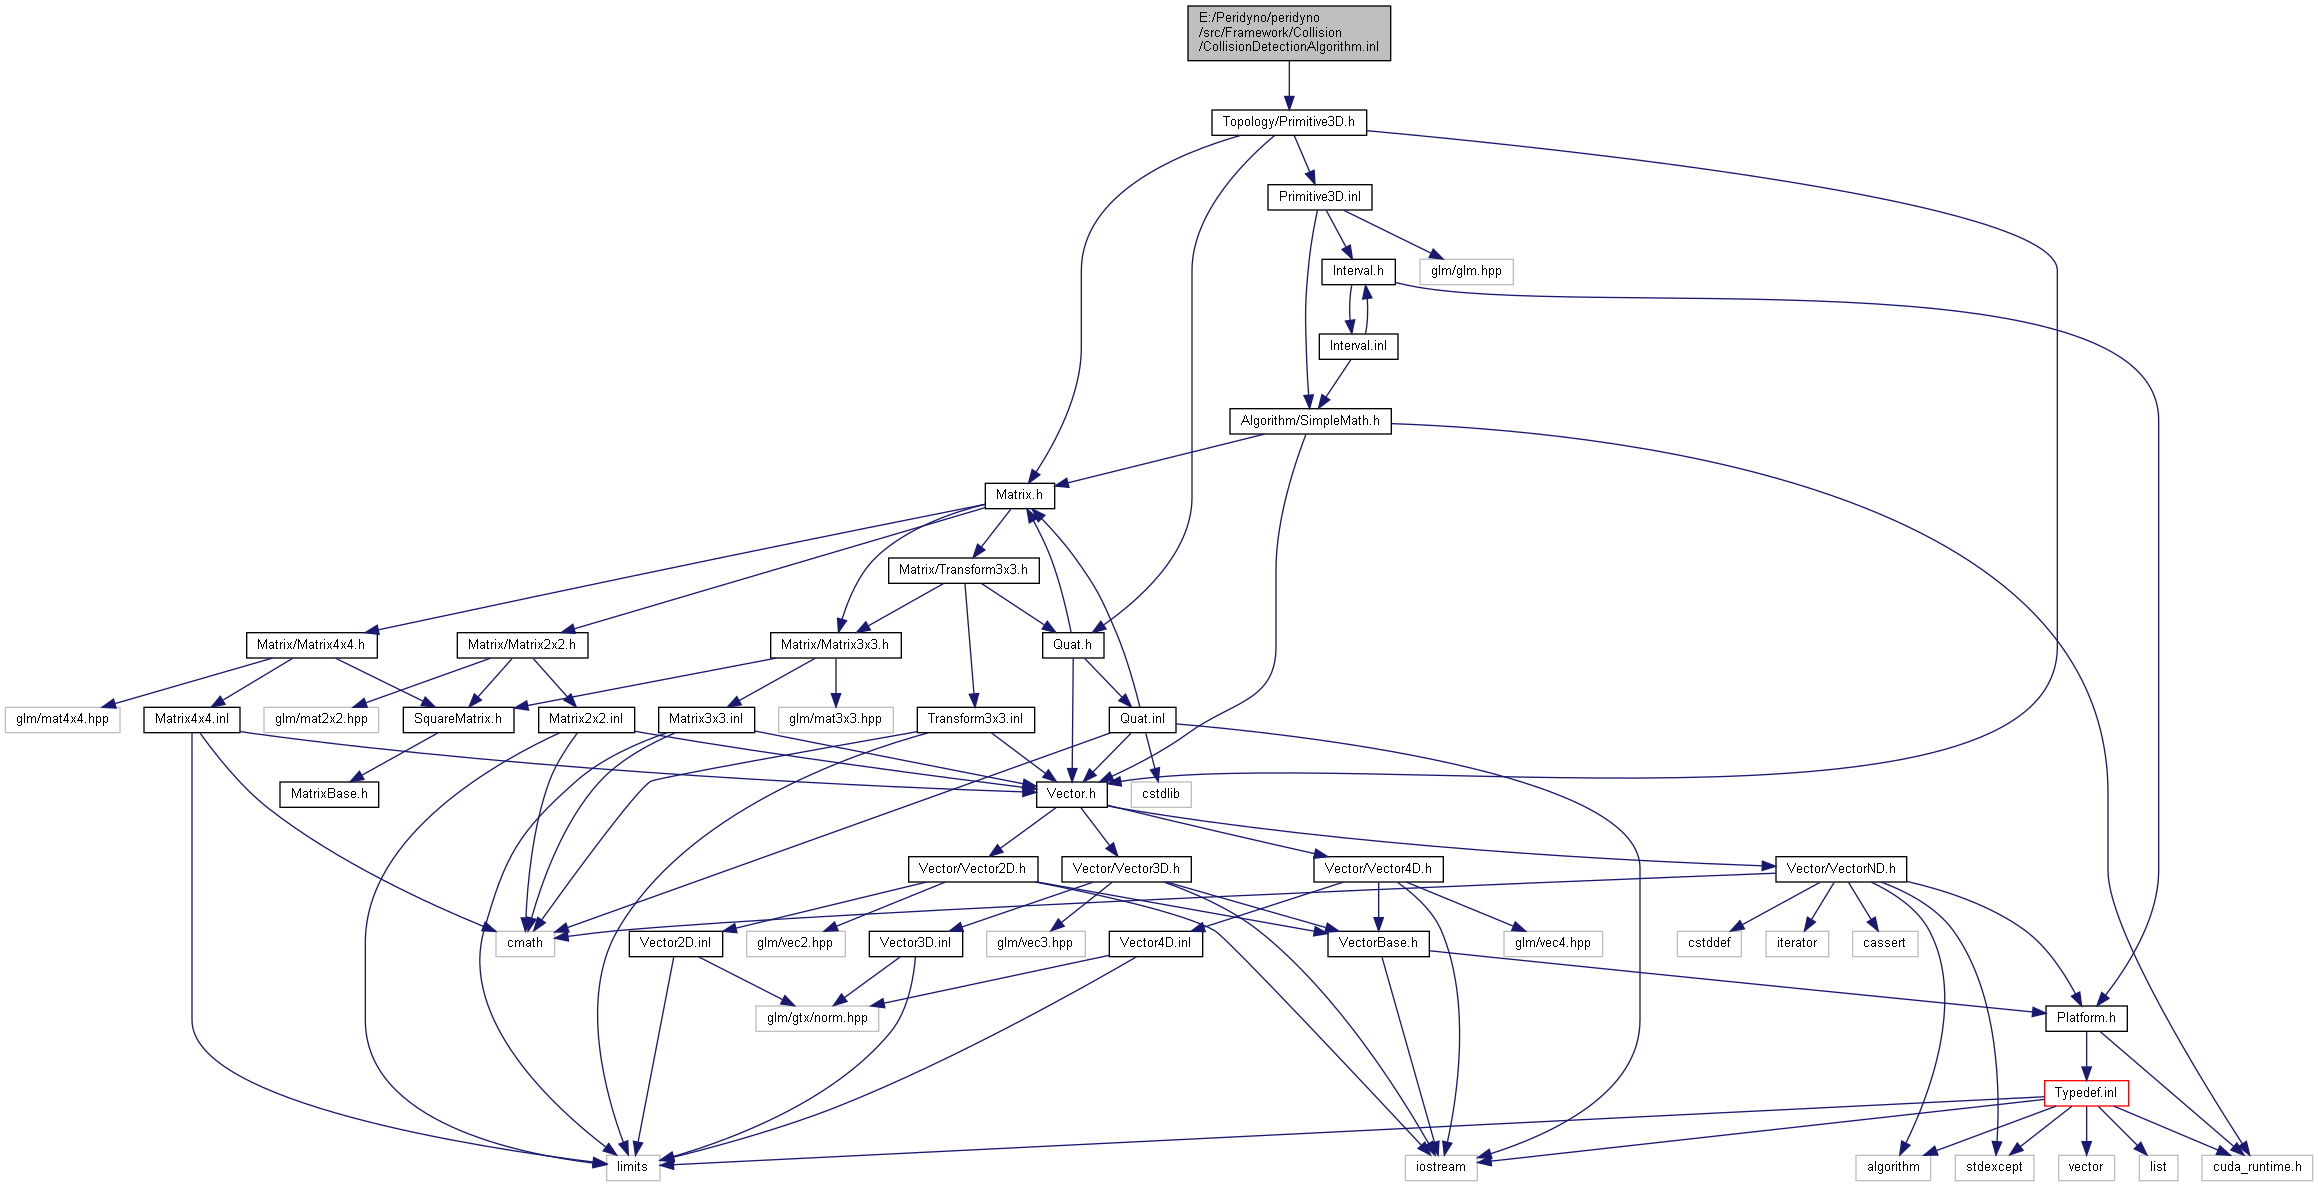 E:/Peridyno/peridyno
/src/Framework/Collision
/CollisionDetectionAlgorithm.inl
Topology/Primitive3D.h
Primitive3D.inl
Interval.h
glm/glm.hpp
Interval.inl
Algorithm/SimpleMath.h
Matrix.h
Matrix/Transform3x3.h
Matrix/Matrix4x4.h
Matrix/Matrix2x2.h
Matrix/Matrix3x3.h
Quat.h
glm/mat4x4.hpp
Matrix4x4.inl
glm/mat2x2.hpp
SquareMatrix.h
Matrix2x2.inl
Matrix3x3.inl
glm/mat3x3.hpp
Transform3x3.inl
Quat.inl
MatrixBase.h
Vector.h
cstdlib
Vector/Vector2D.h
Vector/Vector3D.h
Vector/Vector4D.h
Vector/VectorND.h
cmath
Vector2D.inl
glm/vec2.hpp
Vector3D.inl
glm/vec3.hpp
Vector4D.inl
VectorBase.h
glm/vec4.hpp
cstddef
iterator
cassert
glm/gtx/norm.hpp
Platform.h
Typedef.inl
limits
iostream
algorithm
stdexcept
vector
list
cuda_runtime.h